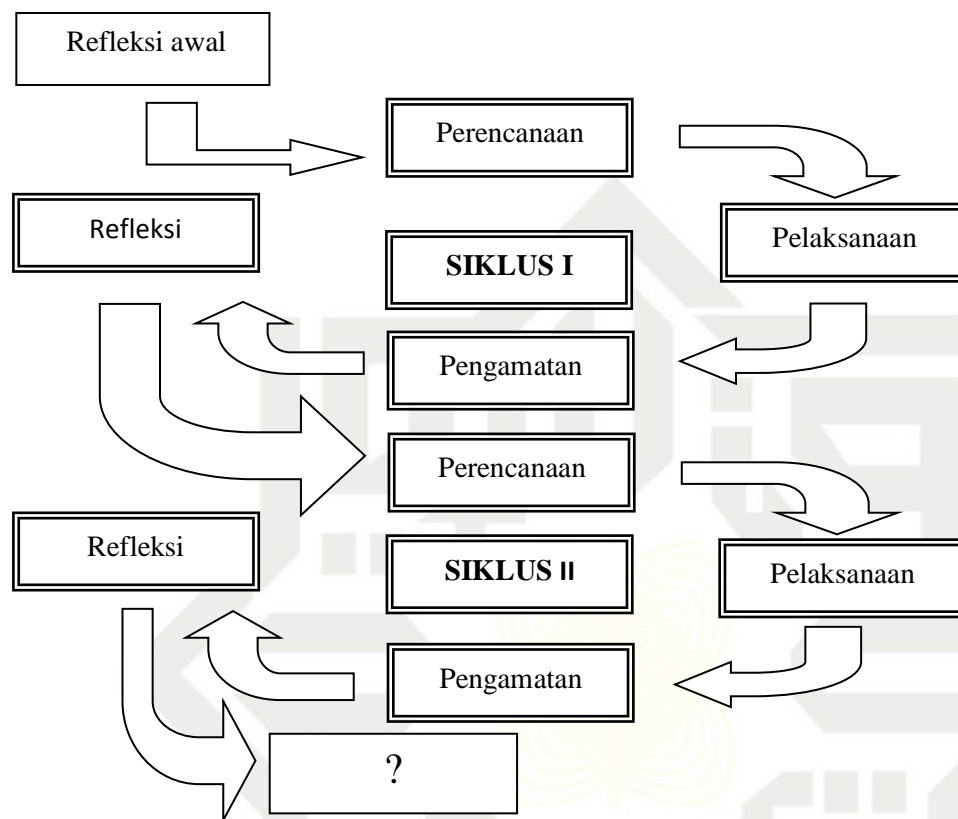 Refleksi awal
Perencanaan
Refleksi
Pelaksanaan
SIKLUS I
Pengamatan
Perencanaan
Refleksi
SIKLUS II
Pelaksanaan
Pengamatan
?